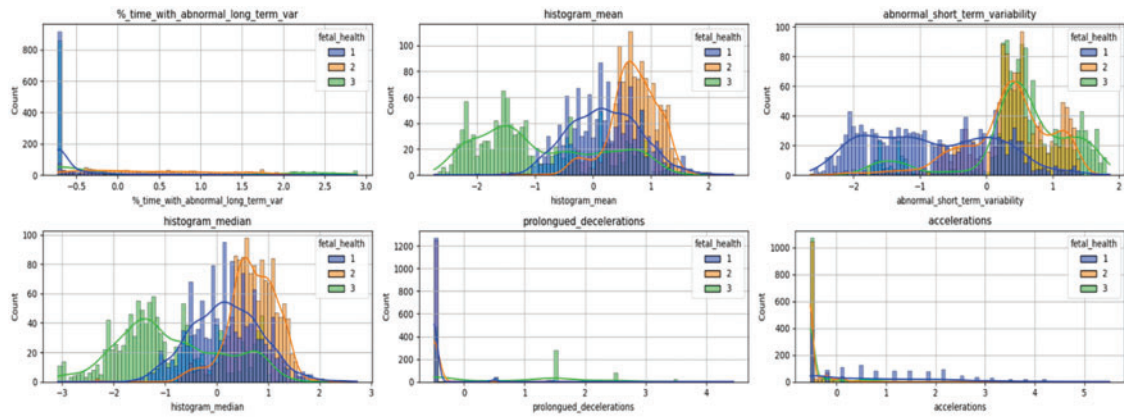 %_time_with_abnormal_long_term_var
fetal_health
1
2
3
Count
800
600
400
200
0
−0.5 0.0 0.5 1.0 1.5 2.0 2.5 3.0
%_time_with_abnormal_long_term_var
histogram_mean
fetal_health
1
2
3
Count
100
80
60
40
20
0
−2 −1 0 1 2
histogram_mean
abnormal_short_term_variability
fetal_health
1
2
3
Count
100
80
60
40
20
0
−2 −1 0 1 2
abnormal_short_term_variability
histogram_median
fetal_health
1
2
3
Count
100
80
60
40
20
0
−3 −2 −1 0 1 2 3
histogram_median
prolongued_decelerations
fetal_health
1
2
3
Count
1200
1000
800
600
400
200
0
0 1 2 3 4
prolongued_decelerations
accelerations
fetal_health
1
2
3
Count
1000
800
600
400
200
0
0 1 2 3 4 5
accelerations